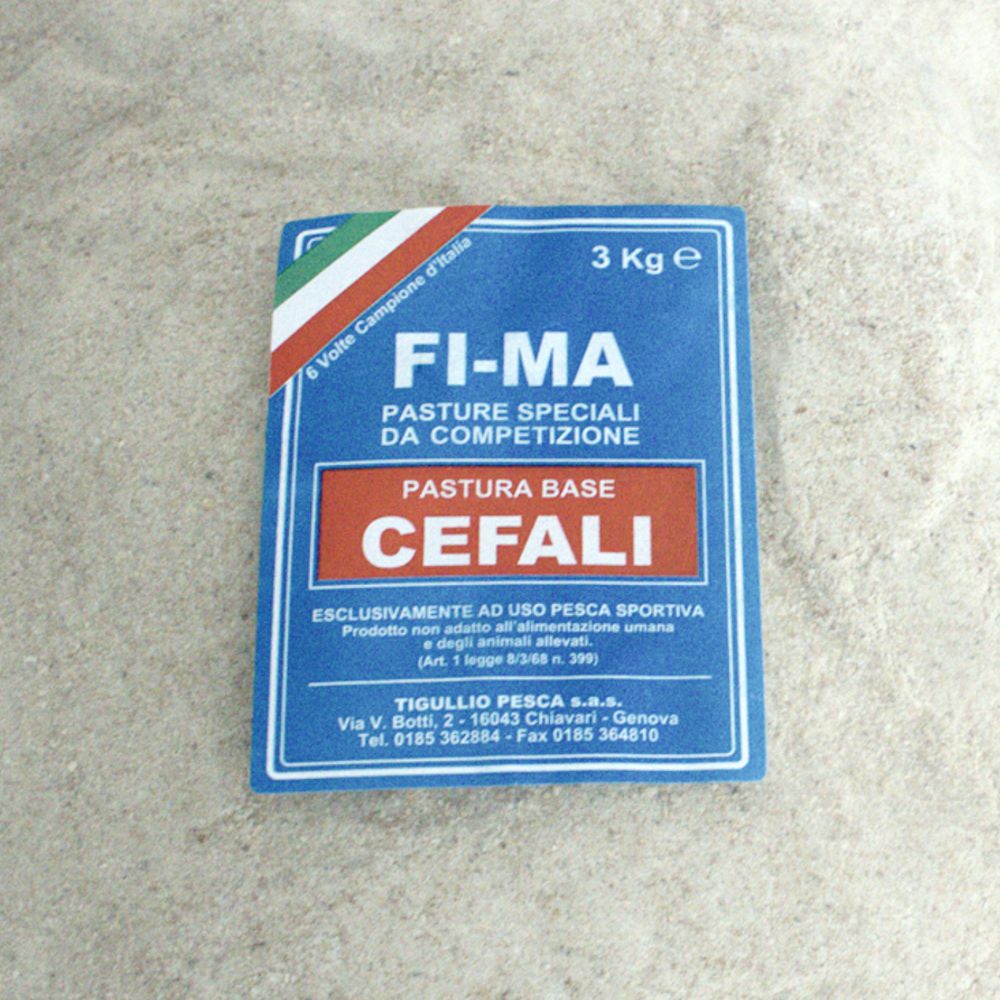 6 Volte Campione d'Italia
3 Kg ℮
FI-MA
PASTURE SPECIALI
DA COMPETIZIONE
PASTURA BASE
CEFALI
ESCLUSIVAMENTE AD USO PESCA SPORTIVA
Prodotto non adatto all'alimentazione umana
e degli animali allevati.
(Art. 1 legge 8/3/68 n. 399)
TIGULLIO PESCA s.a.s.
Via V. Botti, 2 - 16043 Chiavari - Genova
Tel. 0185 362884 - Fax 0185 364810